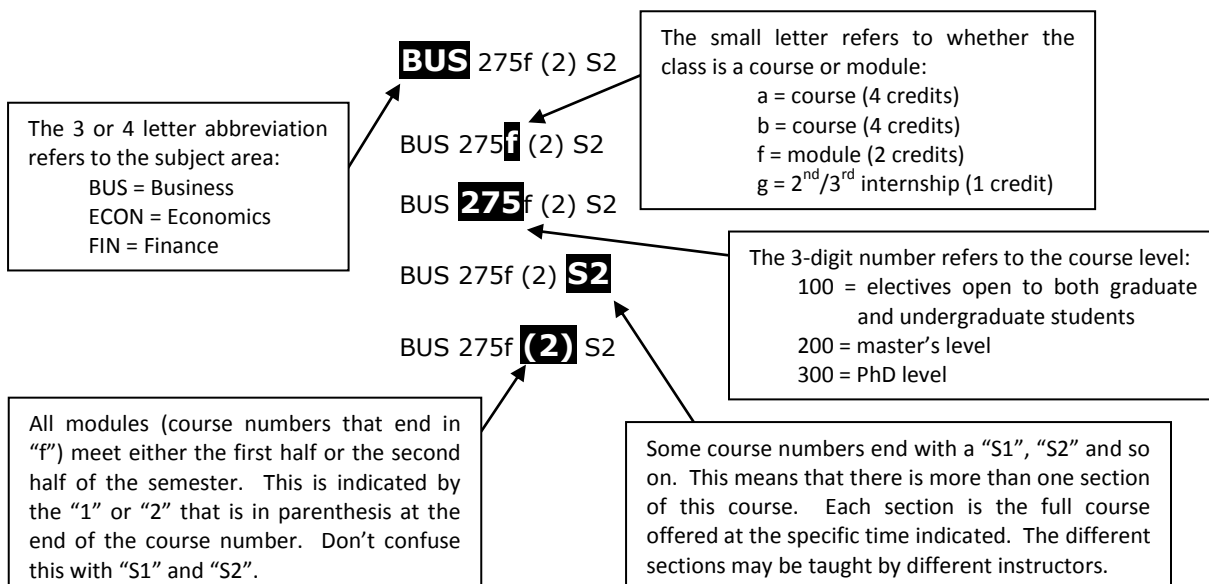 BUS 275f (2) S2
The small letter refers to whether the
class is a course or module:
a = course (4 credits)
b = course (4 credits)
f = module (2 credits)
g = 2nd/3rd internship (1 credit)
The 3 or 4 letter abbreviation
refers to the subject area:
BUS = Business
ECON = Economics
FIN = Finance
BUS 275f (2) S2
BUS 275f (2) S2
The 3-digit number refers to the course level:
100 = electives open to both graduate
and undergraduate students
200 = master’s level
300 = PhD level
BUS 275f (2) S2
BUS 275f (2) S2
All modules (course numbers that end in
“f”) meet either the first half or the second
half of the semester. This is indicated by
the “1” or “2” that is in parenthesis at the
end of the course number. Don’t confuse
this with “S1” and “S2”.
Some course numbers end with a “S1”, “S2” and so
on. This means that there is more than one section
of this course. Each section is the full course
offered at the specific time indicated. The different
sections may be taught by different instructors.